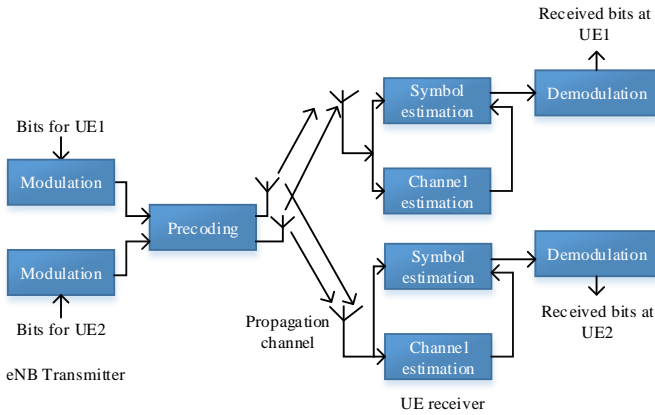 Received bits at
UE1
Symbol
estimation
Demodulation
Bits for UE1
Modulation
Channel
estimation
Precoding
Modulation
Symbol
estimation
Demodulation
Bits for UE2
Propagation
channel
Received bits at
UE2
Channel
estimation
eNB Transmitter
UE receiver